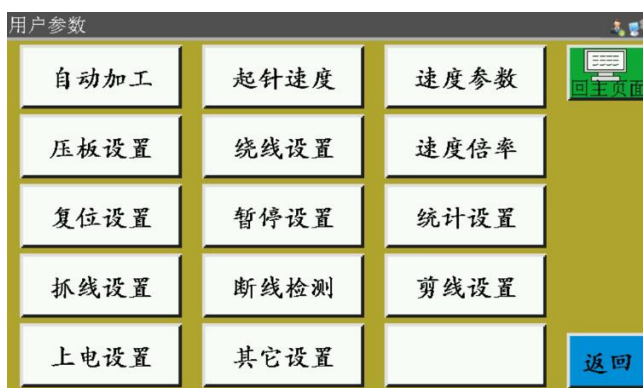 用户参数
自动加工 起针速度 速度参数
回主页面
压板设置 绕线设置 速度倍率
复位设置 暂停设置 统计设置
抓线设置 断线检测 剪线设置
上电设置 其它设置
返回